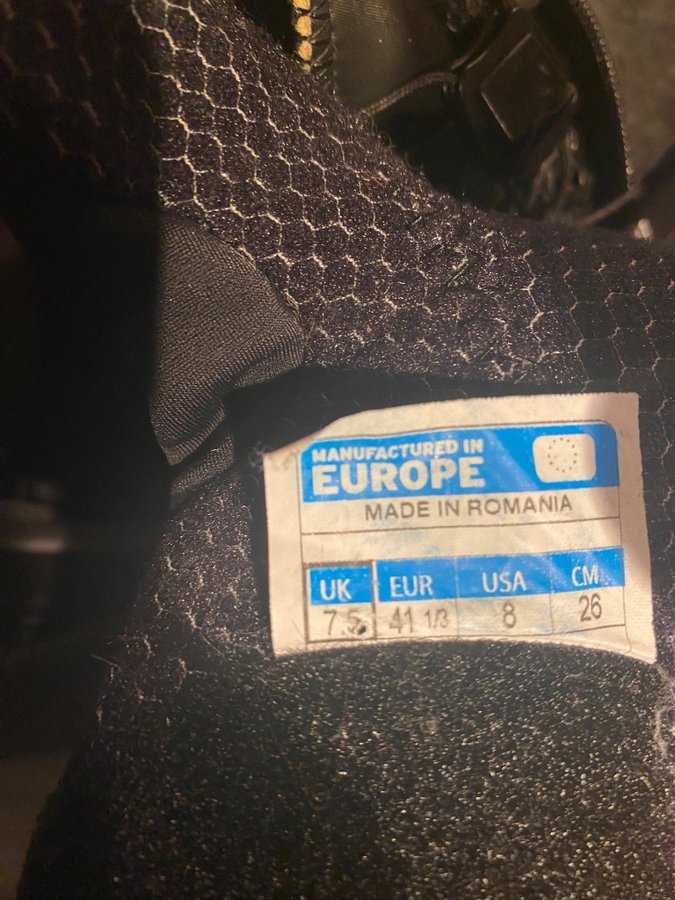 MANUFACTURED IN
EUROPE
MADE IN ROMANIA
UK EUR USA CM
7.5 41 1/3 8 26